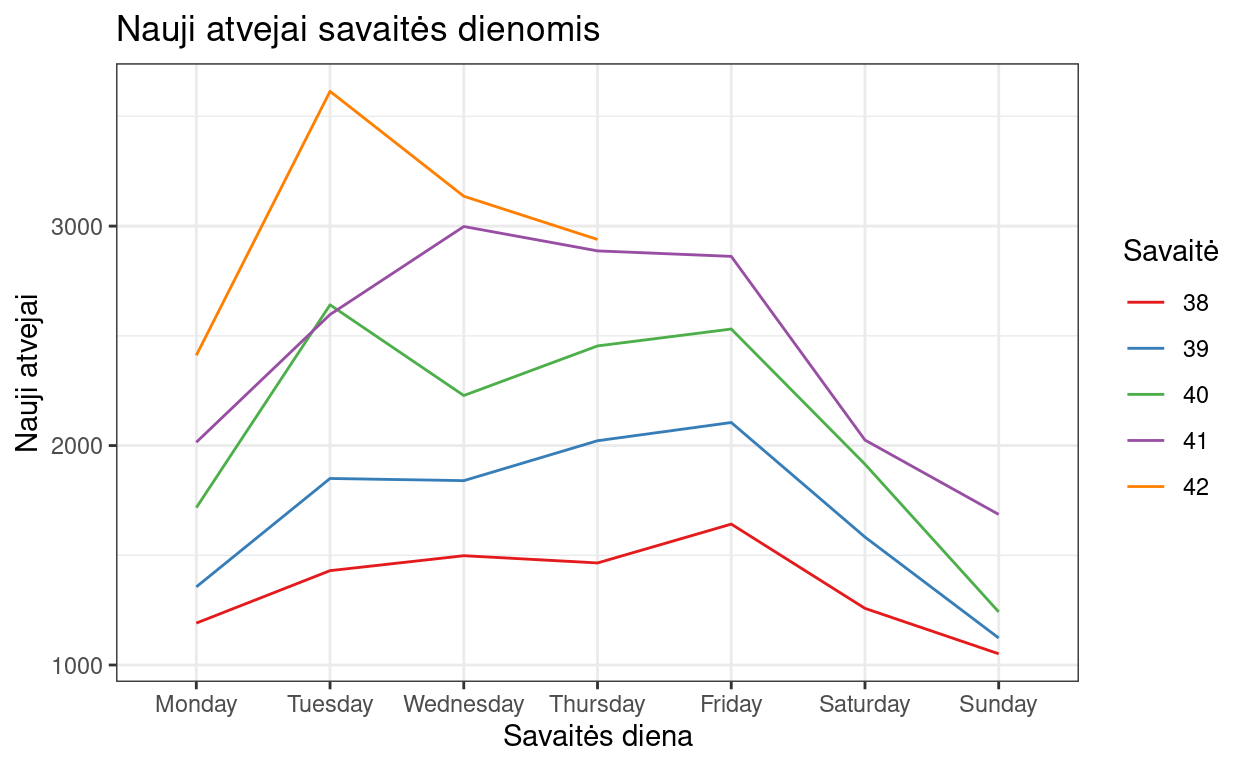 Nauji atvejai savaitės dienomis
Nauji atvejai
3000
2000
1000
Monday Tuesday Wednesday Thursday Friday Saturday Sunday
Savaitės diena
Savaitė
38
39
40
41
42